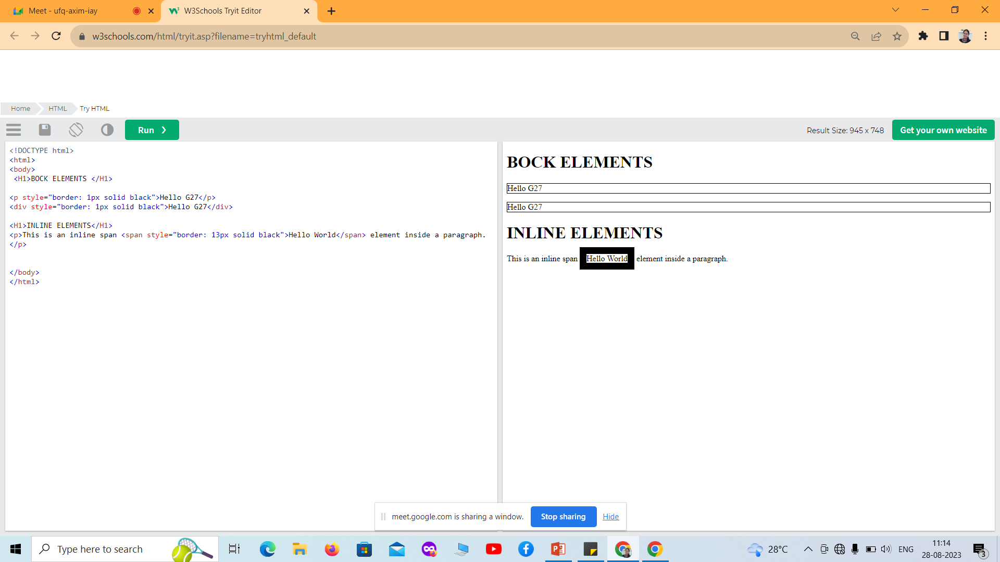 Meet - ufq-axim-iay
W3Schools Tryit Editor
w3schools.com/html/tryit.asp?filename=tryhtml_default
Home
HTML
Try HTML
Run ❯
Result Size: 945 x 748
Get your own website
<!DOCTYPE html>
<html>
<body>
<H1>BOCK ELEMENTS </H1>
<p style="border: 1px solid black">Hello G27</p>
<div style="border: 1px solid black">Hello G27</div>
<H1>INLINE ELEMENTS</H1>
<p>This is an inline span <span style="border: 13px solid black">Hello World</span> element inside a paragraph.
</p>
</body>
</html>
BOCK ELEMENTS
Hello G27
Hello G27
INLINE ELEMENTS
This is an inline span Hello World element inside a paragraph.
meet.google.com is sharing a window.
Stop sharing
Hide
Type here to search
28°C
ENG
11:14
28-08-2023
3